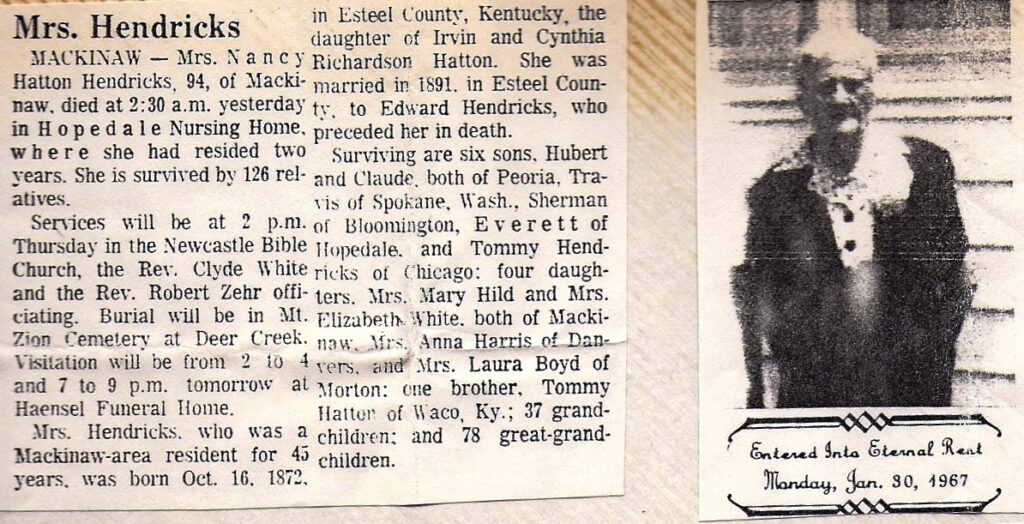 Mrs. Hendricks
MACKINAW — Mrs. Nancy
Hatton Hendricks, 94, of Macki-
naw, died at 2:30 a.m. yesterday
in Hopedale Nursing Home,
where she had resided two
years. She is survived by 126 rel-
atives.
Services will be at 2 p.m.
Thursday in the Newcastle Bible
Church, the Rev. Clyde White
and the Rev. Robert Zehr offi-
ciating. Burial will be in Mt.
Zion Cemetery at Deer Creek.
Visitation will be from 2 to 4
and 7 to 9 p.m. tomorrow at
Haensel Funeral Home.
Mrs. Hendricks, who was a
Mackinaw-area resident for 45
years, was born Oct. 16, 1872,
in Esteel County, Kentucky, the
daughter of Irvin and Cynthia
Richardson Hatton. She was
married in 1891, in Esteel Coun-
ty, to Edward Hendricks, who
preceded her in death.
Surviving are six sons, Hubert
and Claude, both of Peoria, Tra-
vis of Spokane, Wash., Sherman
of Bloomington, Everett of
Hopedale, and Tommy Hend-
ricks of Chicago; four daugh-
ters, Mrs. Mary Hild and Mrs.
Elizabeth White, both of Macki-
naw, Mrs. Anna Harris of Dan-
vers, and Mrs. Laura Boyd of
Morton; one brother, Tommy
Hatton of Waco, Ky.; 37 grand-
children; and 78 great-grand-
children.
Entered Into Eternal Rest
Monday, Jan. 30, 1967